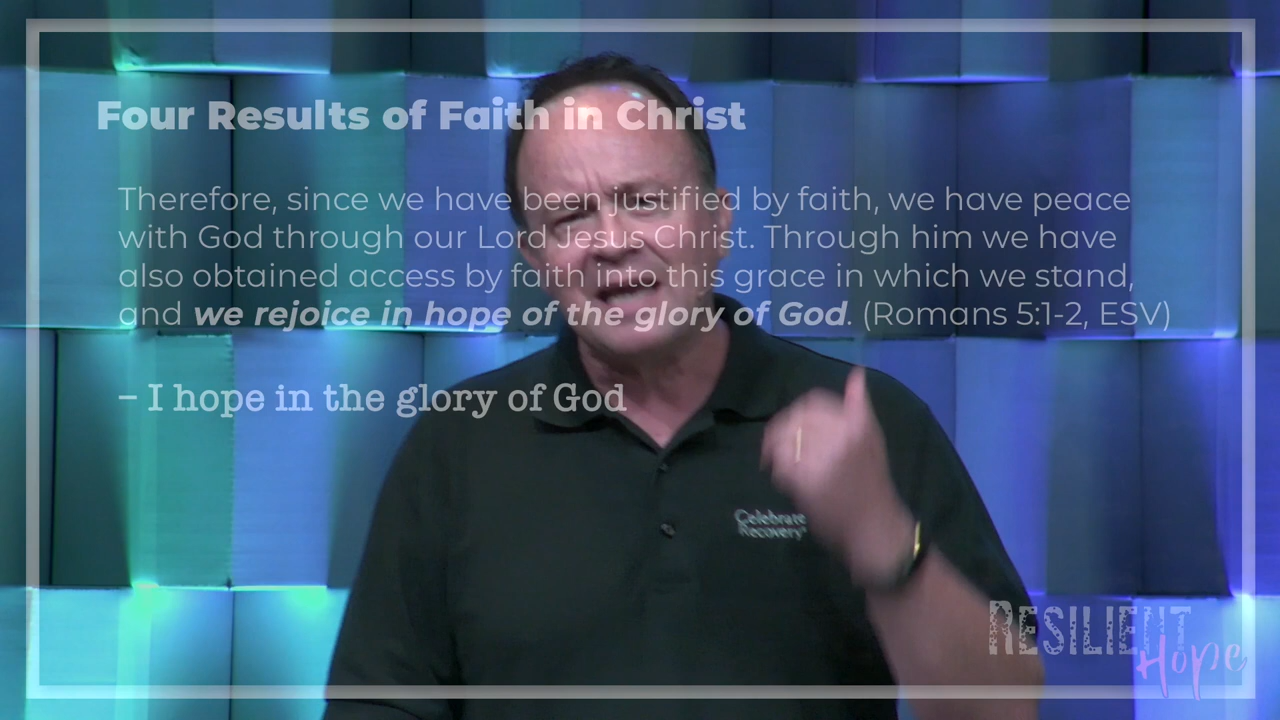 Four Results of Faith in Christ
Therefore, since we have been justified by faith, we have peace
with God through our Lord Jesus Christ. Through him we have
also obtained access by faith into this grace in which we stand,
and we rejoice in hope of the glory of God. (Romans 5:1-2, ESV)
– I hope in the glory of God
Celebrate
Recovery®
RESILIENT
Hope